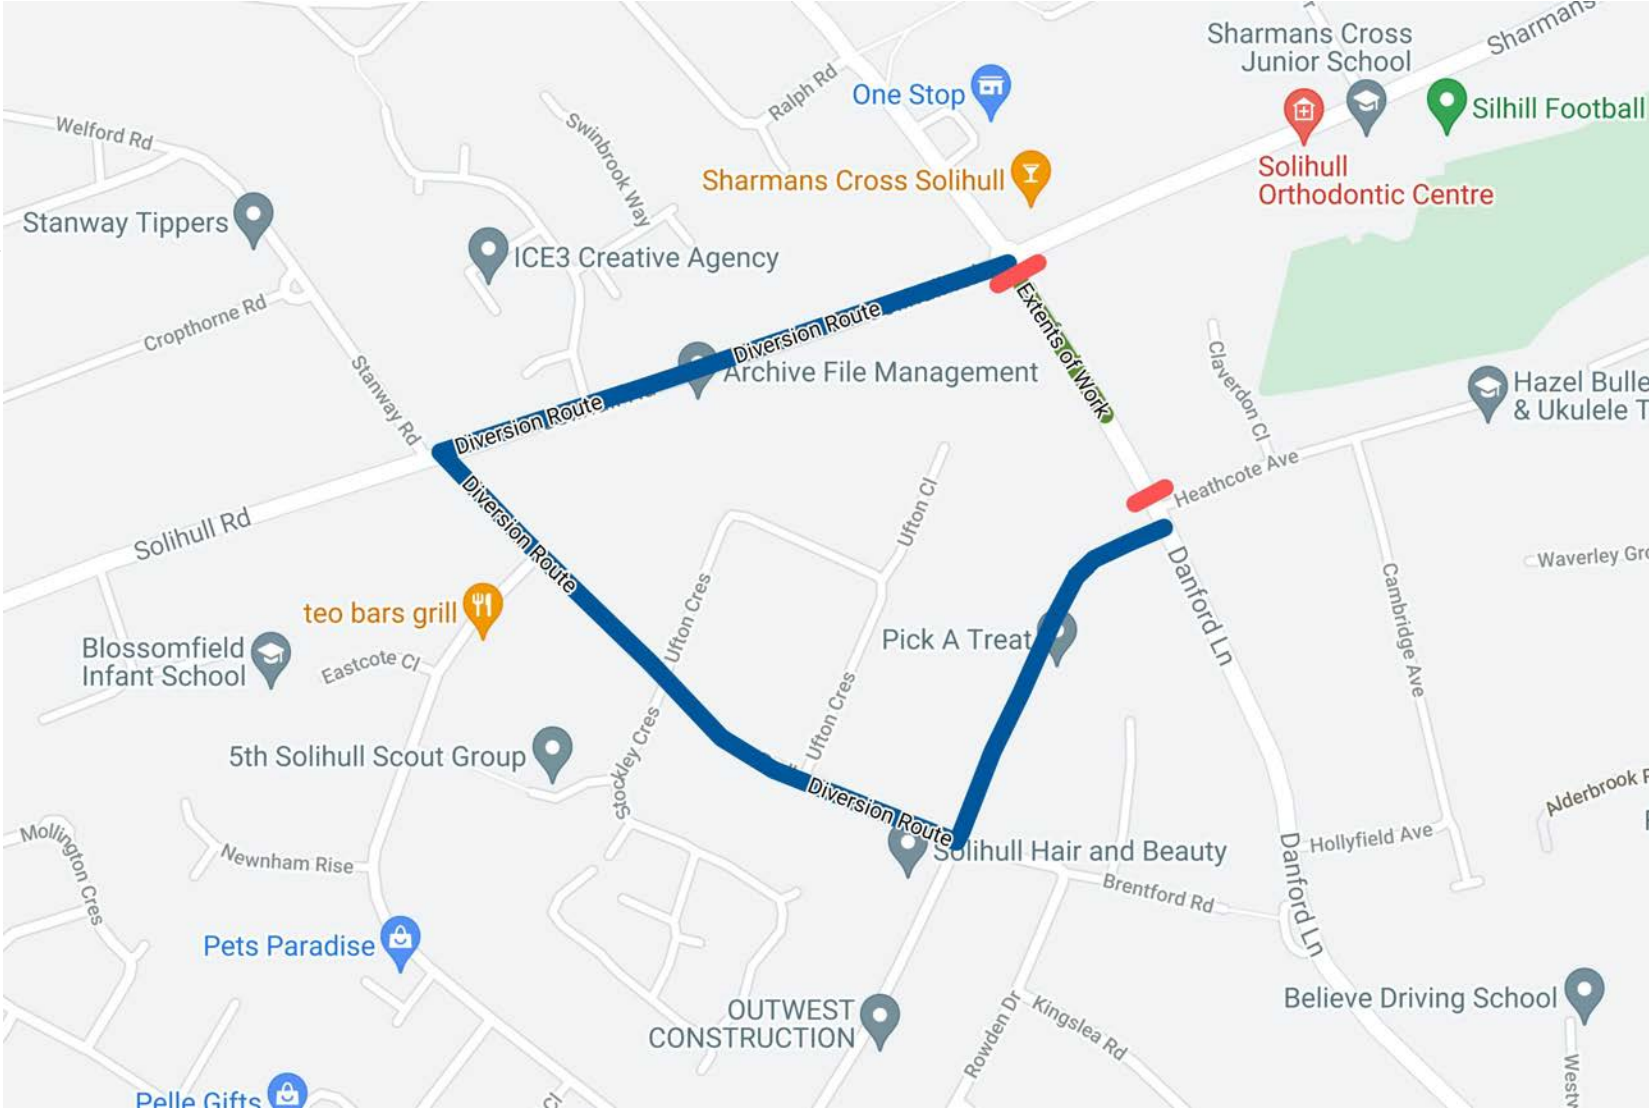 Sharmans Cross
Junior School
Sharmans
Ralph Rd
One Stop
Silhill Football
Welford Rd
Swinbrook Way
Sharmans Cross Solihull
Solihull
Orthodontic Centre
Stanway Tippers
ICE3 Creative Agency
Cropthorne Rd
Diversion Route
Extents of Work
Archive File Management
Stanway Rd
Claverdon Cl
Hazel Bulle
& Ukulele T
Diversion Route
Heathcote Ave
Solihull Rd
Diversion Route
Ufton Cl
Waverley Gro
Danford Ln
Cambridge Ave
teo bars grill
Ufton Cres
Pick A Treat
Blossomfield
Infant School
Eastcote Cl
Ufton Cres
5th Solihull Scout Group
Stockley Cres
Diversion Route
Alderbrook R
Mollington Cres
Newnham Rise
Solihull Hair and Beauty
Hollyfield Ave
Brentford Rd
Danford Ln
Pets Paradise
OUTWEST
CONSTRUCTION
Believe Driving School
Rowden Dr
Kingslea Rd
Westw
Pelle Gifts
Cl